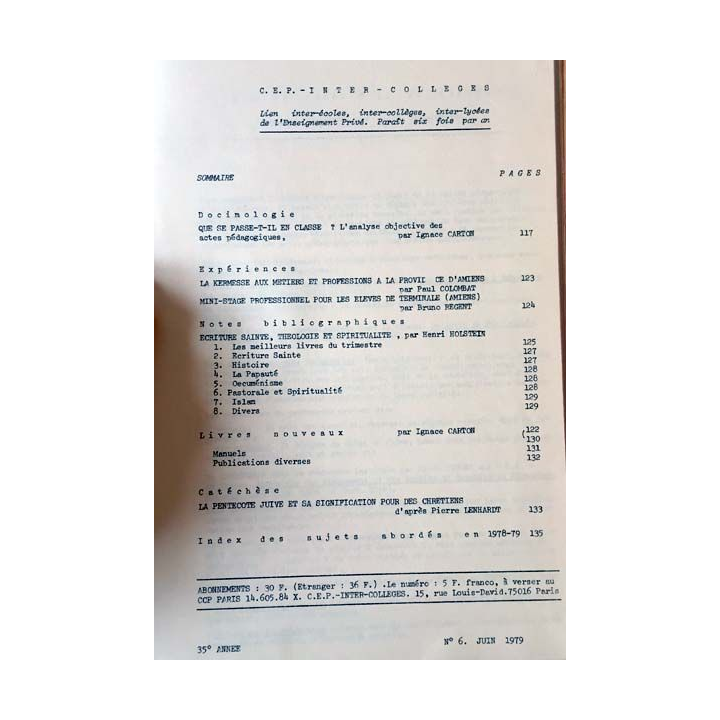 C.E.P.-INTER-COLLEGES
Lien inter-écoles, inter-collèges, inter-lycées
de l'Enseignement Privé. Paraît six fois par an
SOMMAIRE PAGES
Docimologie
QUE SE PASSE-T-IL EN CLASSE ? L'analyse objective des
actes pédagogiques, par Ignace CARTON 117
Expériences
LA KERMESSE AUX METIERS ET PROFESSIONS A LA PROVI CE D'AMIENS 123
par Paul COLOMBAT
MINI-STAGE PROFESSIONNEL POUR LES ELEVES DE TERMINALE (AMIENS)
par Bruno REGENT 124
Notes bibliographiques
ECRITURE SAINTE, THEOLOGIE ET SPIRITUALITE , par Henri HOLSTEIN
1. Les meilleurs livres du trimestre 125
2. Ecriture Sainte 127
3. Histoire 127
4. La Papauté 128
5. Oecuménisme 128
6. Pastorale et Spiritualité 128
7. Islam 129
8. Divers 129
Livres nouveaux par Ignace CARTON (122
130
Manuels 131
Publications diverses 132
Catéchèse
LA PENTECOTE JUIVE ET SA SIGNIFICATION POUR DES CHRETIENS
d'après Pierre LENHARDT 133
Index des sujets abordés en 1978-79 135
ABONNEMENTS : 30 F. (Etranger : 36 F.) .Le numéro : 5 F. franco, à verser au
CCP PARIS 14.605.84 X. C.E.P.-INTER-COLLEGES. 15, rue Louis-David.75016 Paris
35° ANNEE N° 6. JUIN 1979